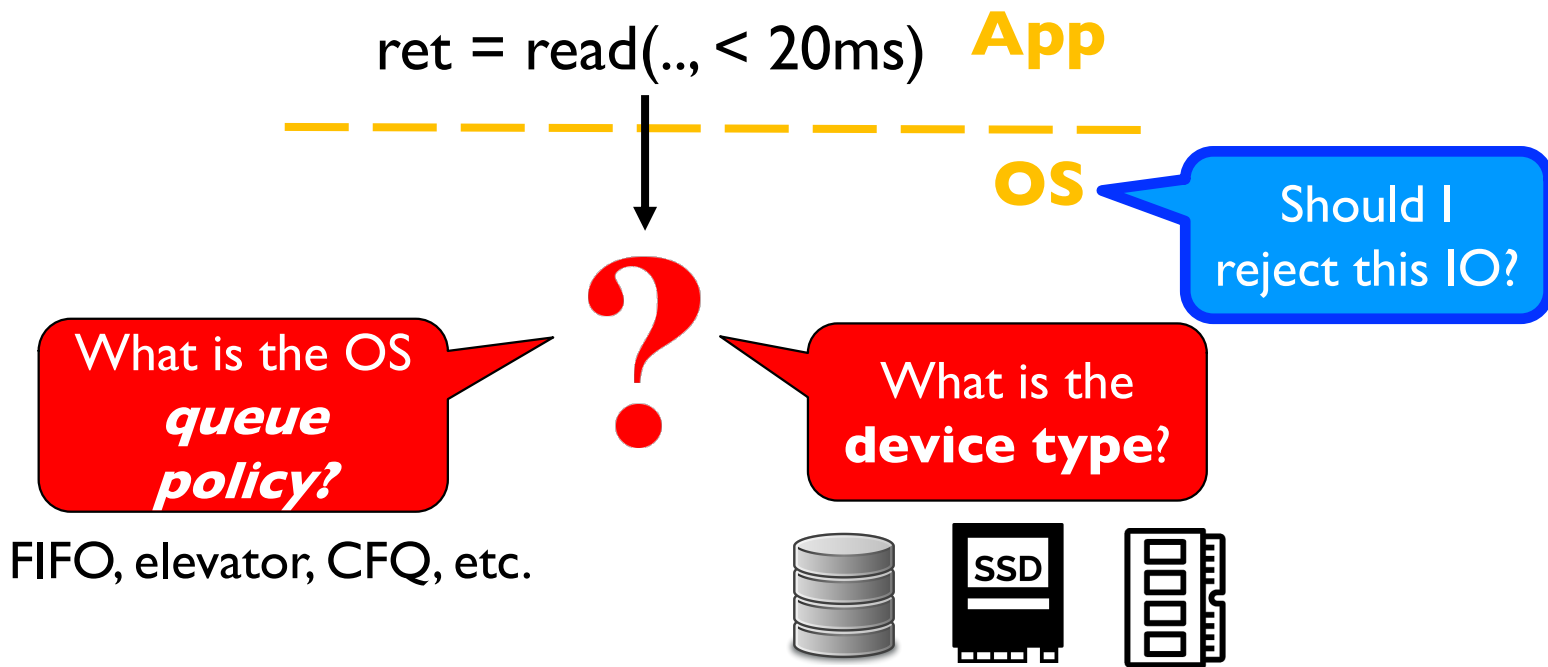 ret = read(.., < 20ms)
App
OS
Should I
reject this IO?
?
What is the OS
queue
policy?
What is the
device type?
FIFO, elevator, CFQ, etc.
SSD